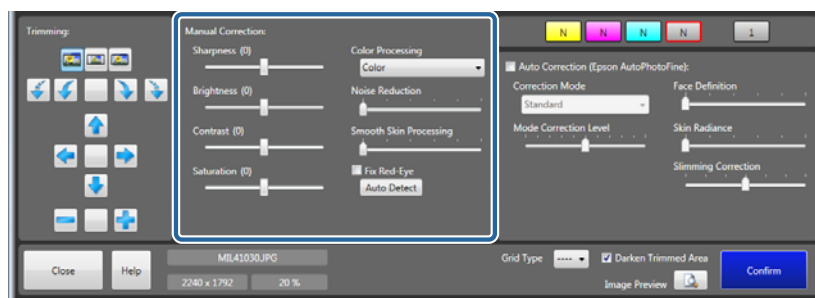 Trimming:
Manual Correction:
Sharpness (0)
Brightness (0)
Contrast (0)
Saturation (0)
Color Processing
Color
Noise Reduction
Smooth Skin Processing
Fix Red-Eye
Auto Detect
N N N N 1
Auto Correction (Epson AutoPhotoFine):
Correction Mode
Standard
Mode Correction Level
Face Definition
Skin Radiance
Slimming Correction
Close
Help
MIL41030.JPG
2240 x 1792 20 %
Grid Type ----
Darken Trimmed Area
Image Preview
Confirm